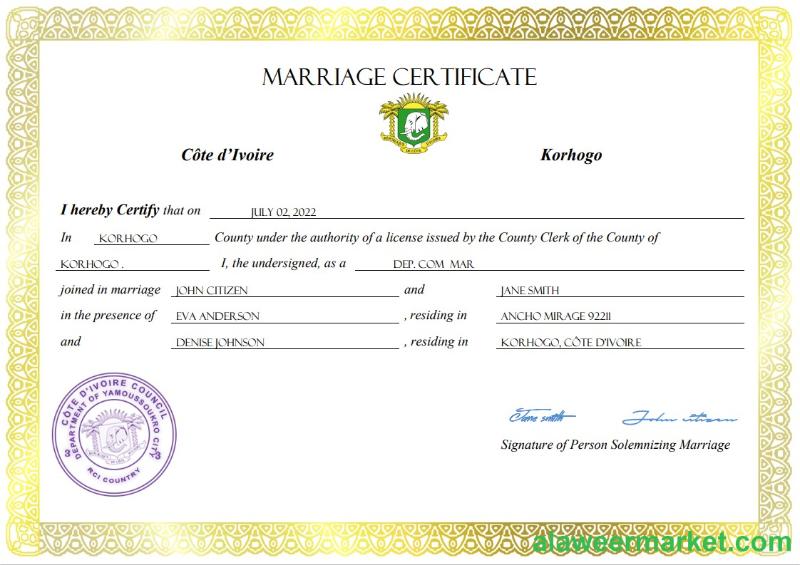 MARRIAGE CERTIFICATE
Côte d'Ivoire Korhogo
I hereby Certify that on JULY 02, 2022
In KORHOGO County under the authority of a license issued by the County Clerk of the County of
KORHOGO . I, the undersigned, as a DEP. COM MAR
joined in marriage JOHN CITIZEN and JANE SMITH
in the presence of EVA ANDERSON , residing in ANCHO MIRAGE 92211
and DENISE JOHNSON , residing in KORHOGO, CÔTE D'IVOIRE
CÔTE D'IVOIRE COUNCIL
DEPARTMENT OF YAMOUSSOUKRO CITY
3 3
RCI COUNTRY
Jane smith John citizen
Signature of Person Solemnizing Marriage
alaweermarket.com